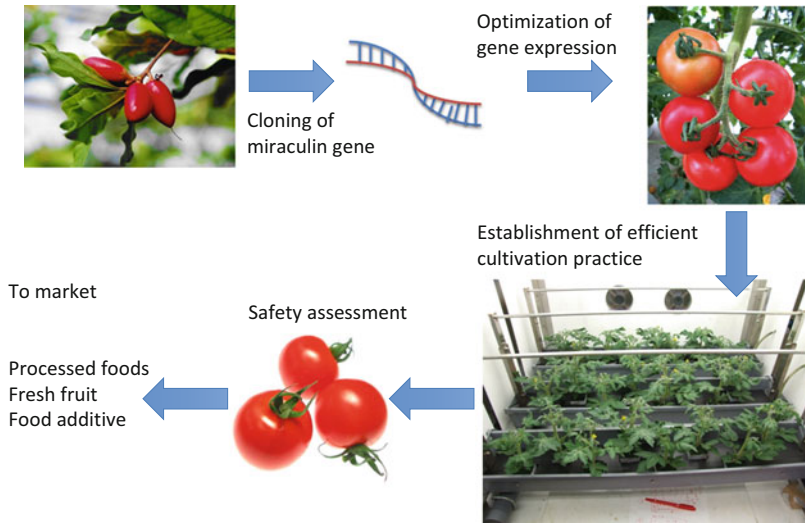 Cloning of
miraculin gene
Optimization of
gene expression
Establishment of efficient
cultivation practice
Safety assessment
To market
Processed foods
Fresh fruit
Food additive